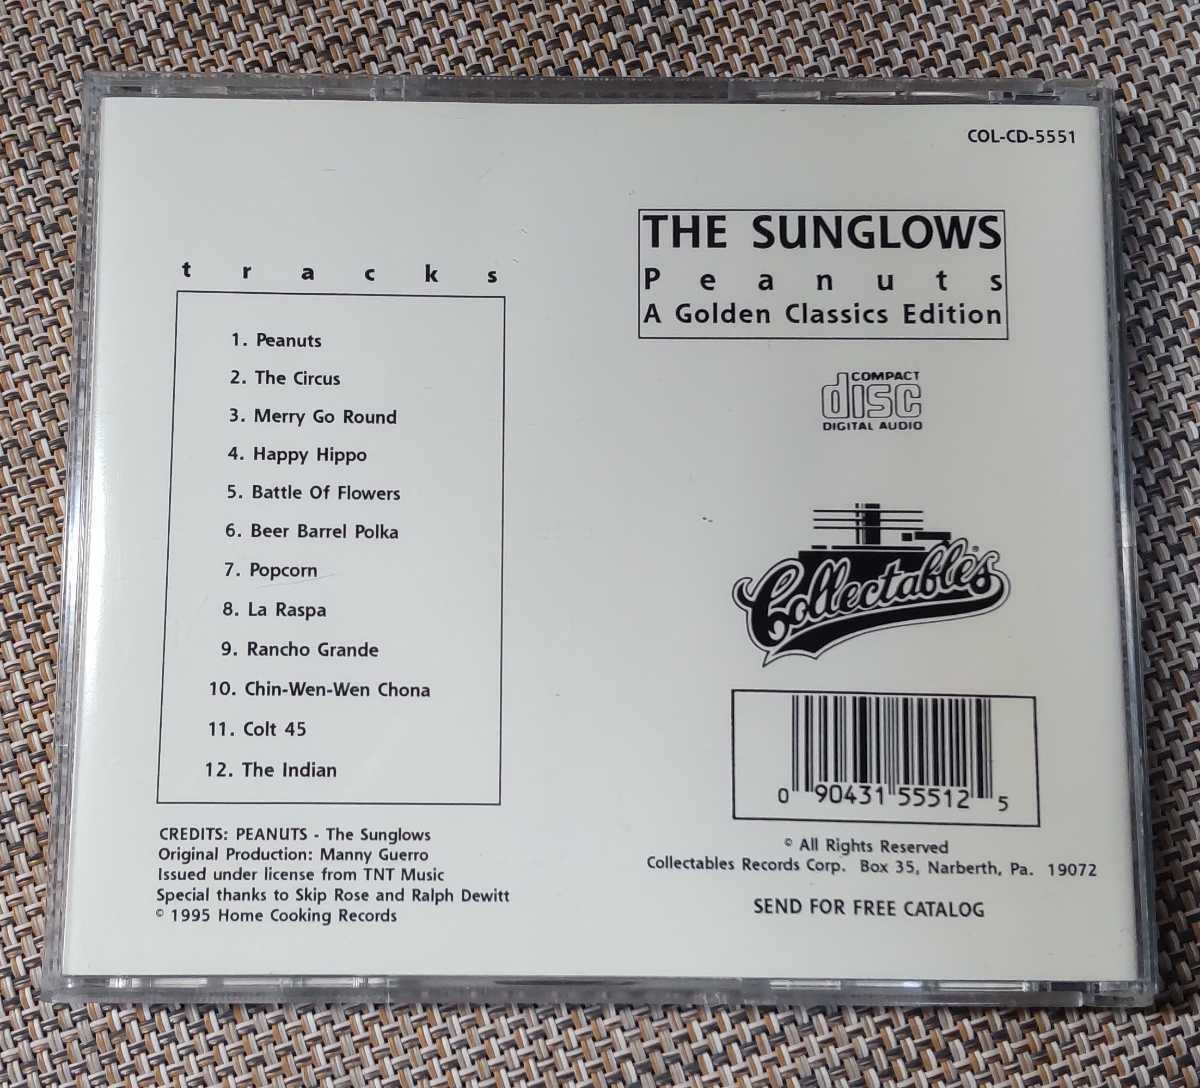 COL-CD-5551
THE SUNGLOWS
Peanuts
A Golden Classics Edition
tracks
1. Peanuts
2. The Circus
3. Merry Go Round
4. Happy Hippo
5. Battle Of Flowers
6. Beer Barrel Polka
7. Popcorn
8. La Raspa
9. Rancho Grande
10. Chin-Wen-Wen Chona
11. Colt 45
12. The Indian
CREDITS: PEANUTS - The Sunglows
Original Production: Manny Guerro
Issued under license from TNT Music
Special thanks to Skip Rose and Ralph Dewitt
© 1995 Home Cooking Records
COMPACT
disc
DIGITAL AUDIO
Collectables®
0 90431 55512 5
© All Rights Reserved
Collectables Records Corp. Box 35, Narberth, Pa. 19072
SEND FOR FREE CATALOG